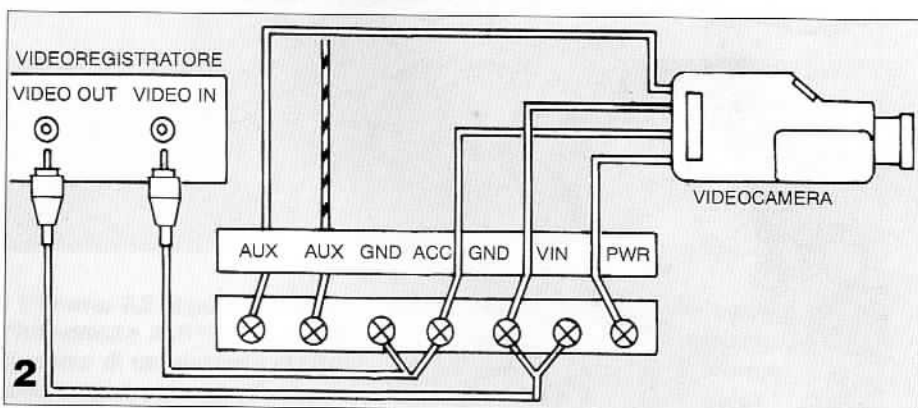 VIDEOREGISTRATORE
VIDEO OUT VIDEO IN
VIDEOCAMERA
AUX AUX GND ACC GND VIN PWR
2